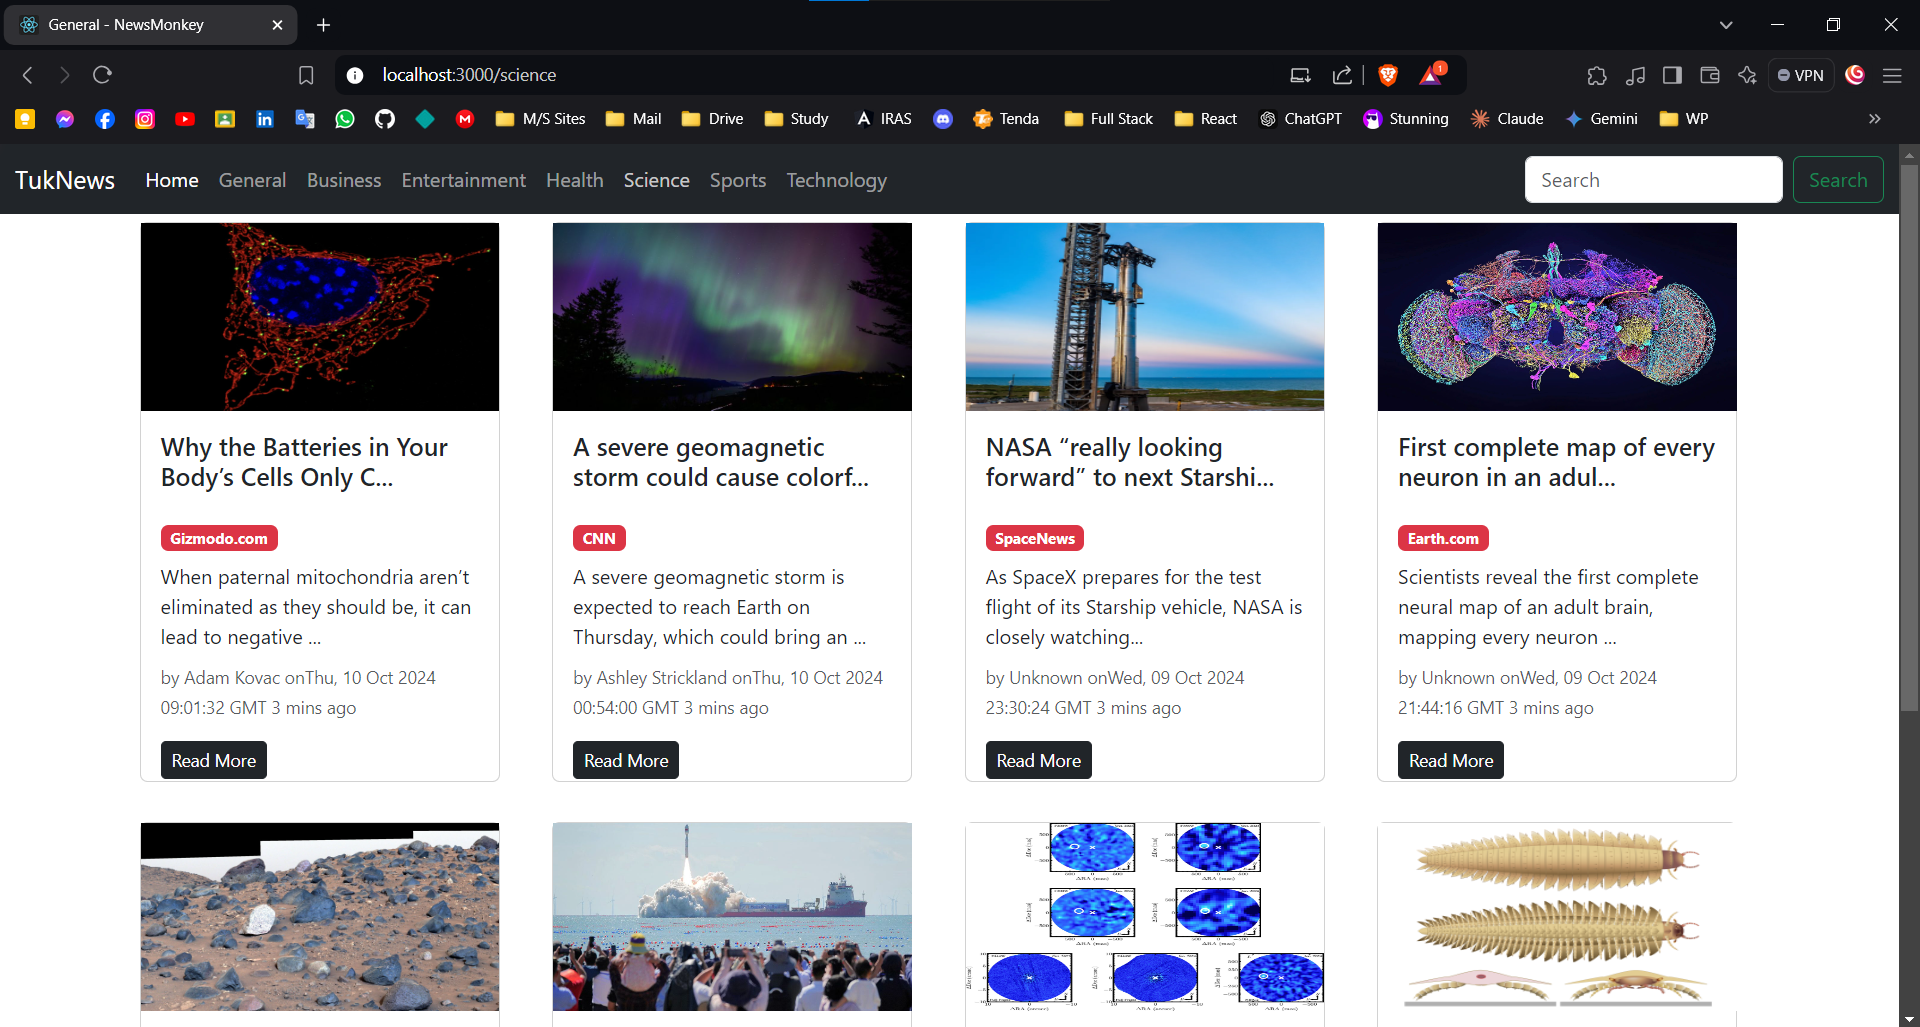 General - NewsMonkey
localhost:3000/science
1
VPN
M/S Sites
Mail
Drive
Study
IRAS
Tenda
Full Stack
React
ChatGPT
Stunning
Claude
Gemini
WP
TukNews
Home
General
Business
Entertainment
Health
Science
Sports
Technology
Search
Search
Why the Batteries in Your
Body’s Cells Only C...
Gizmodo.com
When paternal mitochondria aren’t
eliminated as they should be, it can
lead to negative ...
by Adam Kovac onThu, 10 Oct 2024
09:01:32 GMT 3 mins ago
Read More
A severe geomagnetic
storm could cause colorf...
CNN
A severe geomagnetic storm is
expected to reach Earth on
Thursday, which could bring an ...
by Ashley Strickland onThu, 10 Oct 2024
00:54:00 GMT 3 mins ago
Read More
NASA “really looking
forward” to next Starshi...
SpaceNews
As SpaceX prepares for the test
flight of its Starship vehicle, NASA is
closely watching...
by Unknown onWed, 09 Oct 2024
23:30:24 GMT 3 mins ago
Read More
First complete map of every
neuron in an adul...
Earth.com
Scientists reveal the first complete
neural map of an adult brain,
mapping every neuron ...
by Unknown onWed, 09 Oct 2024
21:44:16 GMT 3 mins ago
Read More